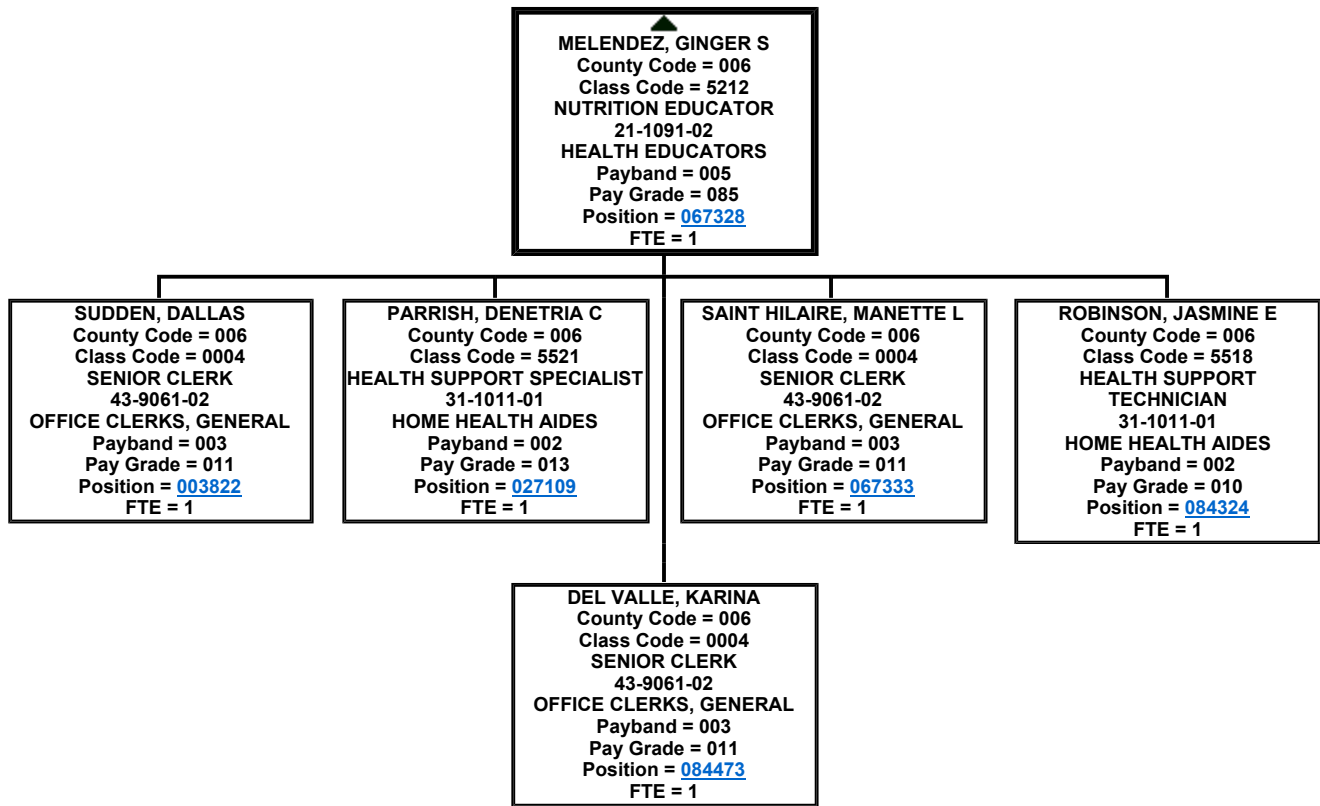 MELENDEZ, GINGER S
County Code = 006
Class Code = 5212
NUTRITION EDUCATOR
21-1091-02
HEALTH EDUCATORS
Payband = 005
Pay Grade = 085
Position = 067328
FTE = 1
SUDDEN, DALLAS
County Code = 006
Class Code = 0004
SENIOR CLERK
43-9061-02
OFFICE CLERKS, GENERAL
Payband = 003
Pay Grade = 011
Position = 003822
FTE = 1
PARRISH, DENETRIA C
County Code = 006
Class Code = 5521
HEALTH SUPPORT SPECIALIST
31-1011-01
HOME HEALTH AIDES
Payband = 002
Pay Grade = 013
Position = 027109
FTE = 1
SAINT HILAIRE, MANETTE L
County Code = 006
Class Code = 0004
SENIOR CLERK
43-9061-02
OFFICE CLERKS, GENERAL
Payband = 003
Pay Grade = 011
Position = 067333
FTE = 1
ROBINSON, JASMINE E
County Code = 006
Class Code = 5518
HEALTH SUPPORT
TECHNICIAN
31-1011-01
HOME HEALTH AIDES
Payband = 002
Pay Grade = 010
Position = 084324
FTE = 1
DEL VALLE, KARINA
County Code = 006
Class Code = 0004
SENIOR CLERK
43-9061-02
OFFICE CLERKS, GENERAL
Payband = 003
Pay Grade = 011
Position = 084473
FTE = 1